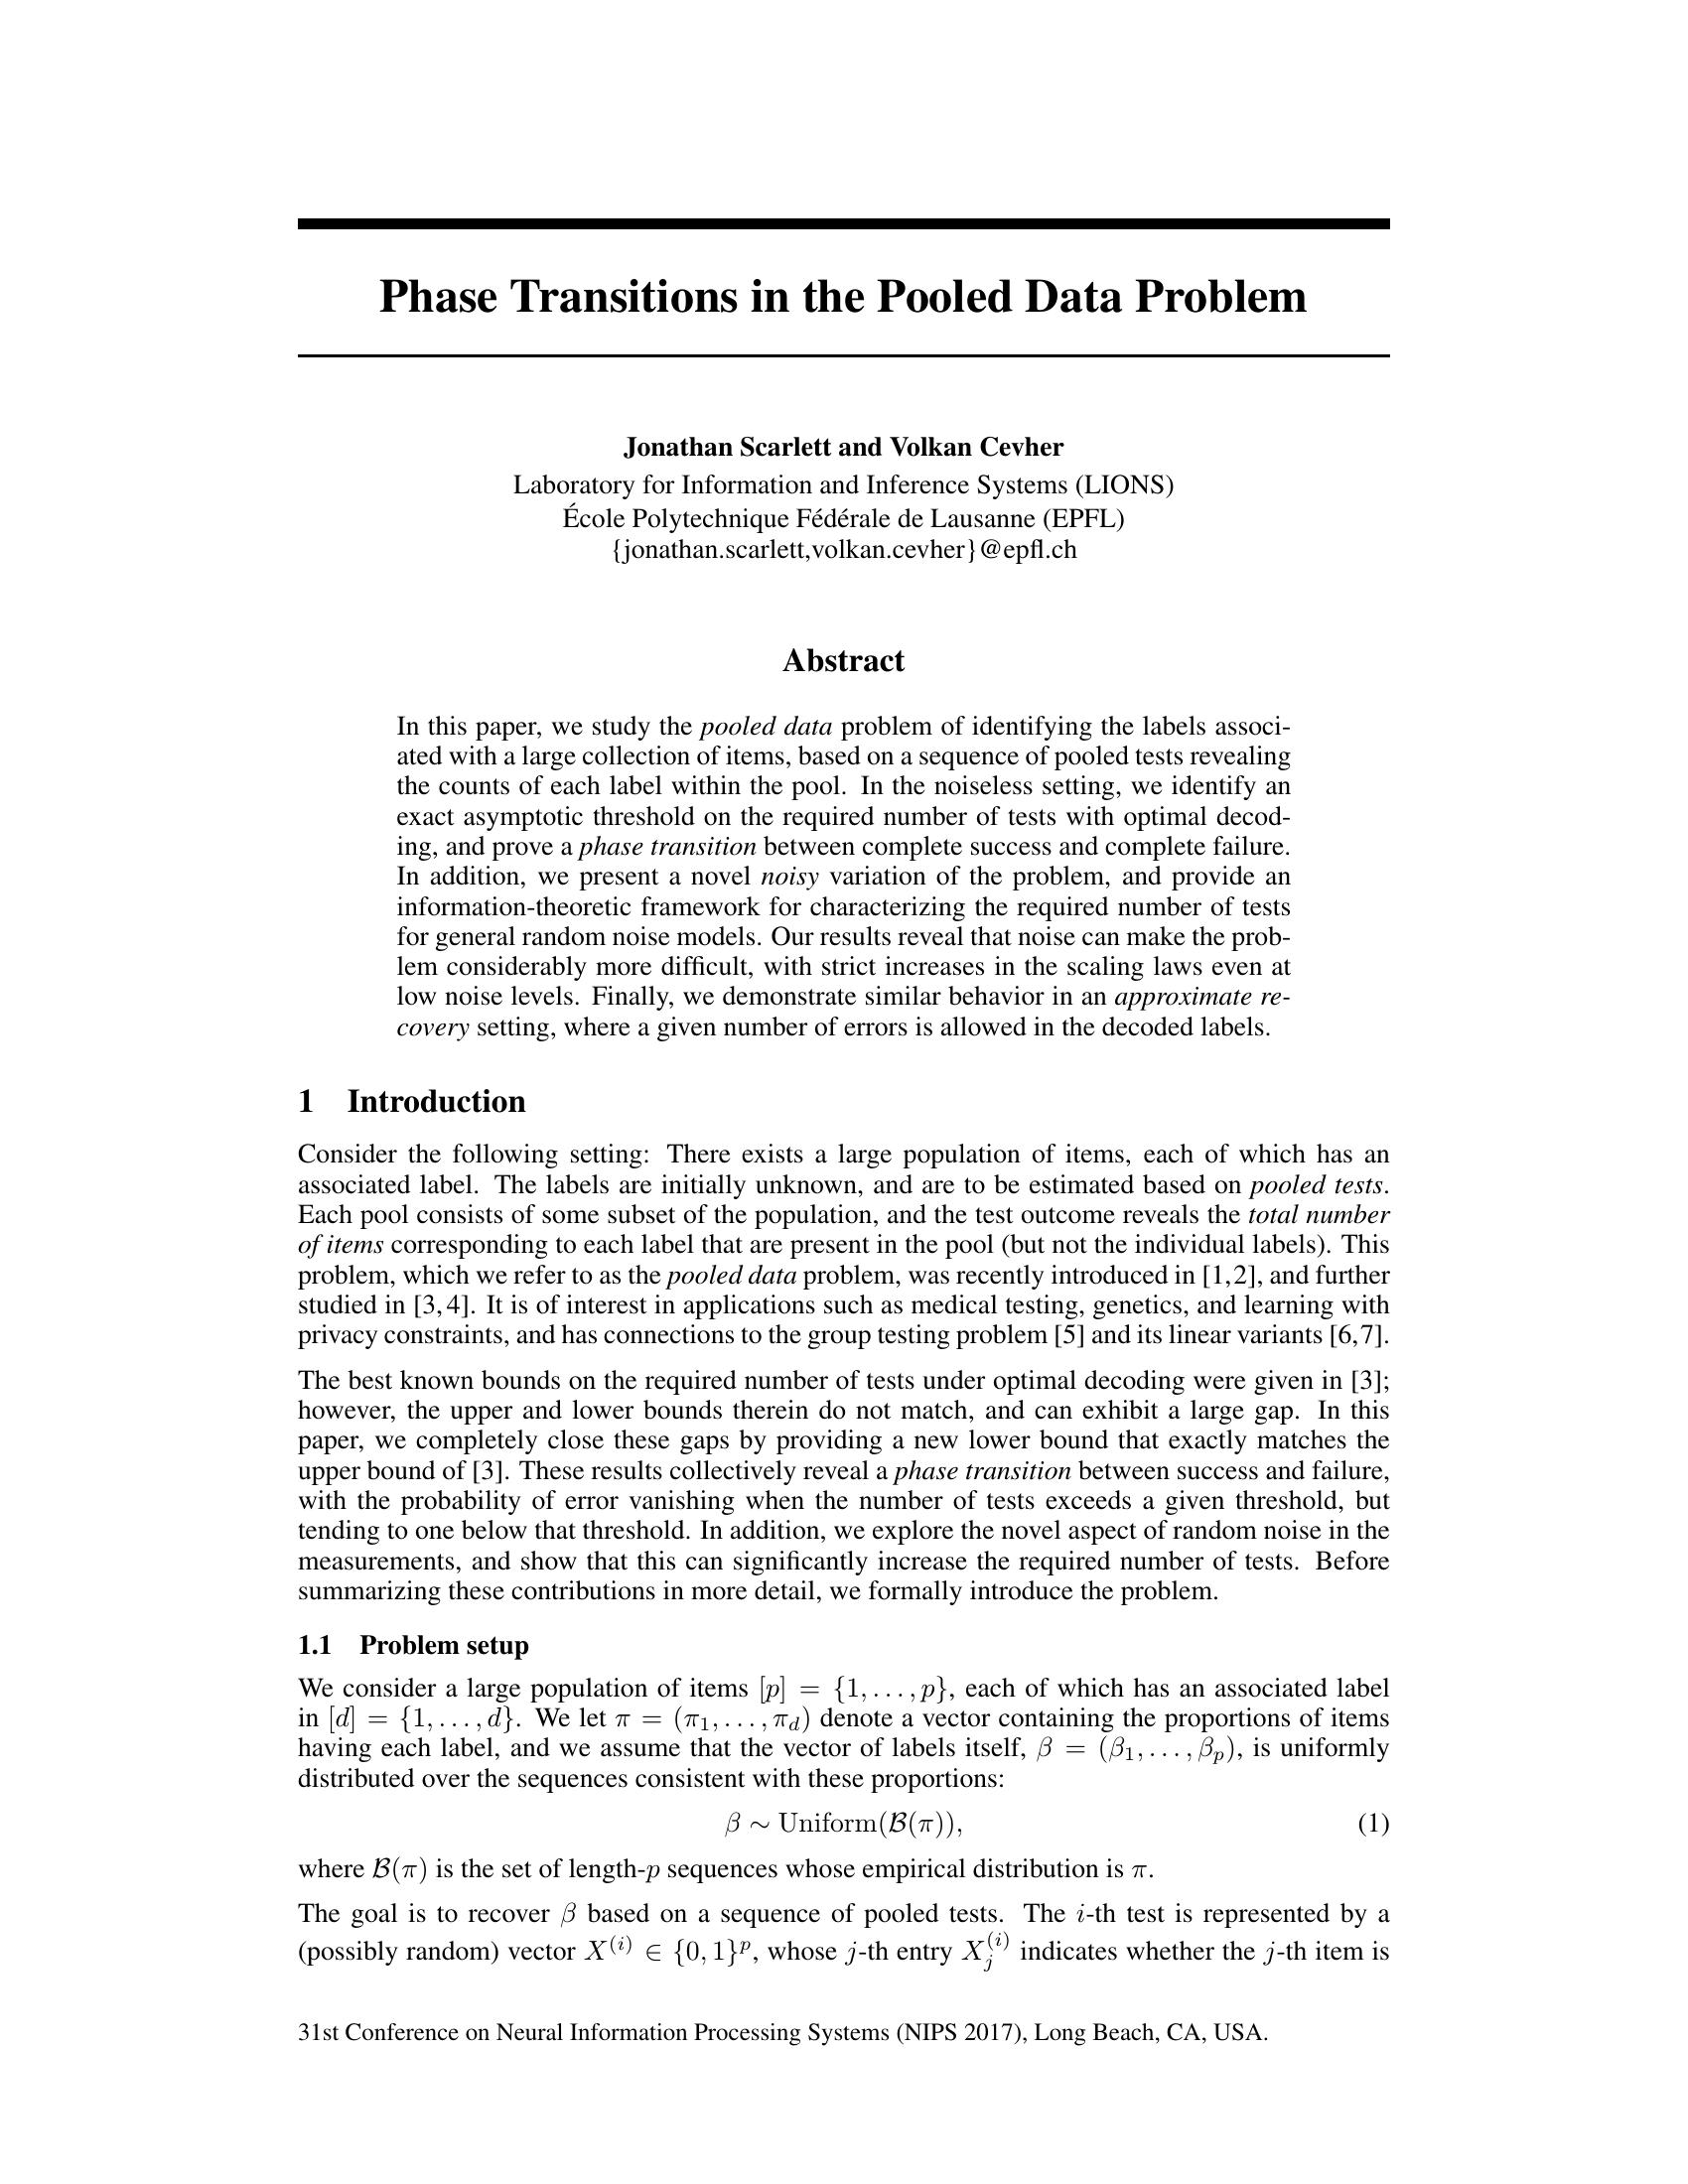 Phase Transitions in the Pooled Data Problem
Jonathan Scarlett and Volkan Cevher
Laboratory for Information and Inference Systems (LIONS)
École Polytechnique Fédérale de Lausanne (EPFL)
{jonathan.scarlett,volkan.cevher}@epfl.ch
Abstract
In this paper, we study the pooled data problem of identifying the labels associ-
ated with a large collection of items, based on a sequence of pooled tests revealing
the counts of each label within the pool. In the noiseless setting, we identify an
exact asymptotic threshold on the required number of tests with optimal decod-
ing, and prove a phase transition between complete success and complete failure.
In addition, we present a novel noisy variation of the problem, and provide an
information-theoretic framework for characterizing the required number of tests
for general random noise models. Our results reveal that noise can make the prob-
lem considerably more difficult, with strict increases in the scaling laws even at
low noise levels. Finally, we demonstrate similar behavior in an approximate re-
covery setting, where a given number of errors is allowed in the decoded labels.
1 Introduction
Consider the following setting: There exists a large population of items, each of which has an
associated label. The labels are initially unknown, and are to be estimated based on pooled tests.
Each pool consists of some subset of the population, and the test outcome reveals the total number
of items corresponding to each label that are present in the pool (but not the individual labels). This
problem, which we refer to as the pooled data problem, was recently introduced in [1,2], and further
studied in [3,4]. It is of interest in applications such as medical testing, genetics, and learning with
privacy constraints, and has connections to the group testing problem [5] and its linear variants [6,7].
The best known bounds on the required number of tests under optimal decoding were given in [3];
however, the upper and lower bounds therein do not match, and can exhibit a large gap. In this
paper, we completely close these gaps by providing a new lower bound that exactly matches the
upper bound of [3]. These results collectively reveal a phase transition between success and failure,
with the probability of error vanishing when the number of tests exceeds a given threshold, but
tending to one below that threshold. In addition, we explore the novel aspect of random noise in the
measurements, and show that this can significantly increase the required number of tests. Before
summarizing these contributions in more detail, we formally introduce the problem.
1.1 Problem setup
We consider a large population of items [p] = {1, . . . , p}, each of which has an associated label
in [d] = {1, . . . , d}. We let π = (π₁, . . . , π_d) denote a vector containing the proportions of items
having each label, and we assume that the vector of labels itself, β = (β₁, . . . , β_p), is uniformly
distributed over the sequences consistent with these proportions:
β ∼ Uniform(B(π)), (1)
where B(π) is the set of length-p sequences whose empirical distribution is π.
The goal is to recover β based on a sequence of pooled tests. The i-th test is represented by a
(possibly random) vector X^(i) ∈ {0, 1}^p, whose j-th entry X_j^(i) indicates whether the j-th item is
31st Conference on Neural Information Processing Systems (NIPS 2017), Long Beach, CA, USA.